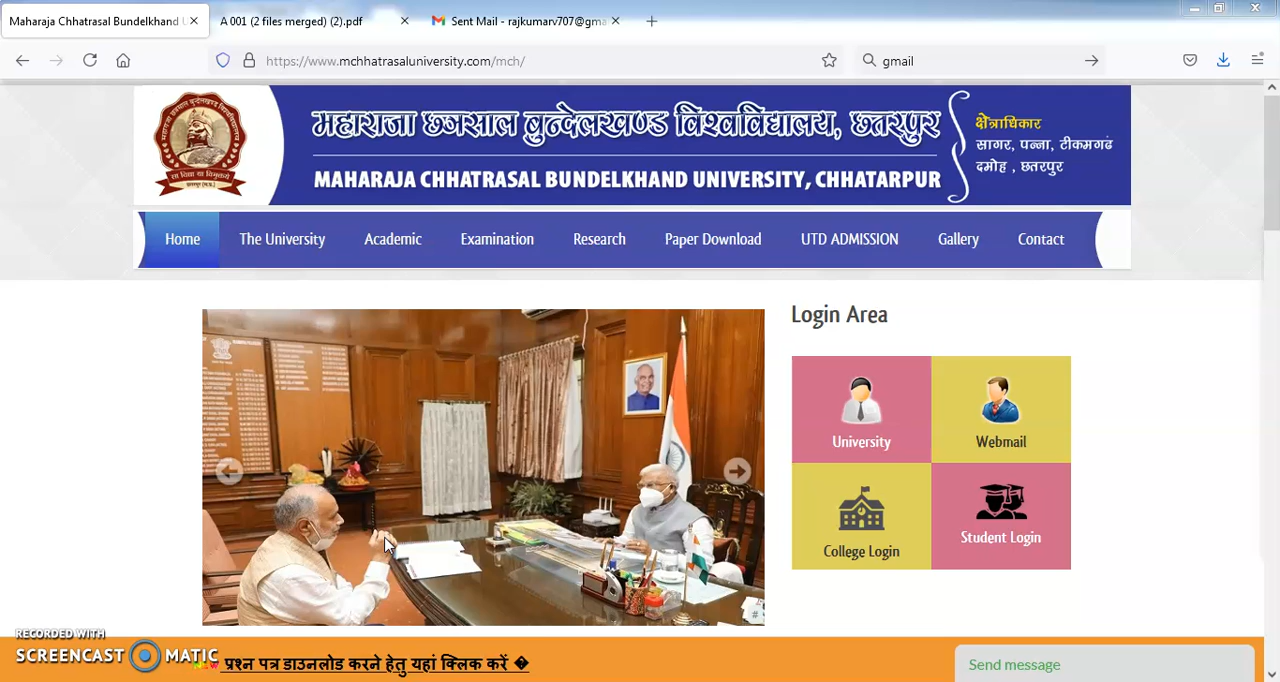 Maharaja Chhatrasal Bundelkhand U
A 001 (2 files merged) (2).pdf
Sent Mail - rajkumarv707@gma
https://www.mchhatrasaluniversity.com/mch/
gmail
महाराजा छत्रसाल बुन्देलखण्ड विश्वविद्यालय, छतरपुर
MAHARAJA CHHATRASAL BUNDELKHAND UNIVERSITY, CHHATARPUR
क्षेत्राधिकार
सागर, पन्ना, टीकमगढं
दमोह , छतरपुर
Home
The University
Academic
Examination
Research
Paper Download
UTD ADMISSION
Gallery
Contact
Login Area
University
Webmail
College Login
Student Login
#
RECORDED WITH
SCREENCAST MATIC
प्रश्न पत्र डाउनलोड करने हेतु यहां क्लिक करें �
Send message